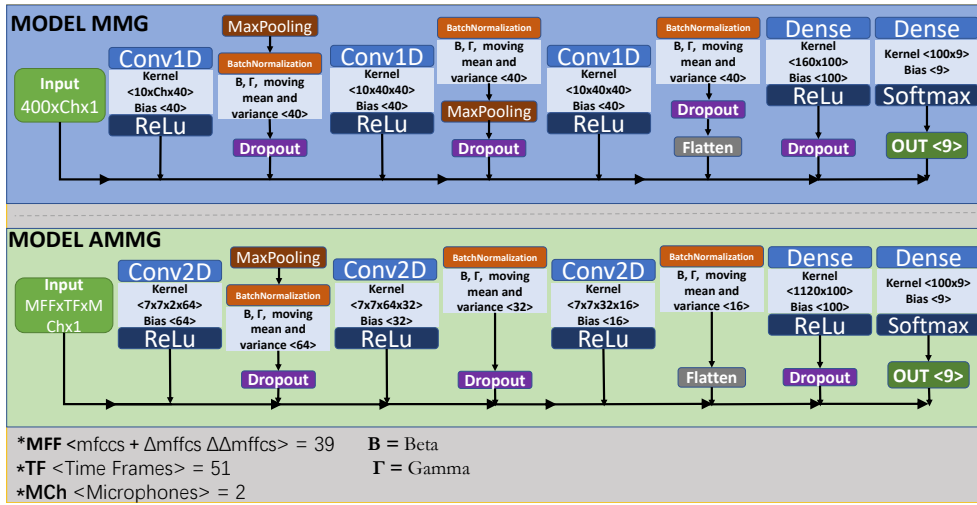 MODEL MMG
Input
400xChx1
Conv1D
Kernel
<10xChx40>
Bias <40>
ReLu
MaxPooling
BatchNormalization
B, Γ, moving
mean and
variance <40>
Dropout
Conv1D
Kernel
<10x40x40>
Bias <40>
ReLu
BatchNormalization
B, Γ, moving
mean and
variance <40>
MaxPooling
Dropout
Conv1D
Kernel
<10x40x40>
Bias <40>
ReLu
BatchNormalization
B, Γ, moving
mean and
variance <40>
Dropout
Flatten
Dense
Kernel
<160x100>
Bias <100>
ReLu
Dropout
Dense
Kernel <100x9>
Bias <9>
Softmax
OUT <9>
MODEL AMMG
Input
MFFxTFxM
Chx1
Conv2D
Kernel
<7x7x2x64>
Bias <64>
ReLu
MaxPooling
BatchNormalization
B, Γ, moving
mean and
variance <64>
Dropout
Conv2D
Kernel
<7x7x64x32>
Bias <32>
ReLu
BatchNormalization
B, Γ, moving
mean and
variance <32>
Dropout
Conv2D
Kernel
<7x7x32x16>
Bias <16>
ReLu
BatchNormalization
B, Γ, moving
mean and
variance <16>
Flatten
Dense
Kernel
<1120x100>
Bias <100>
ReLu
Dropout
Dense
Kernel <100x9>
Bias <9>
Softmax
OUT <9>
*MFF <mfccs + Δmffcs ΔΔmffcs> = 39
*TF <Time Frames> = 51
*MCh <Microphones> = 2
B = Beta
Γ = Gamma